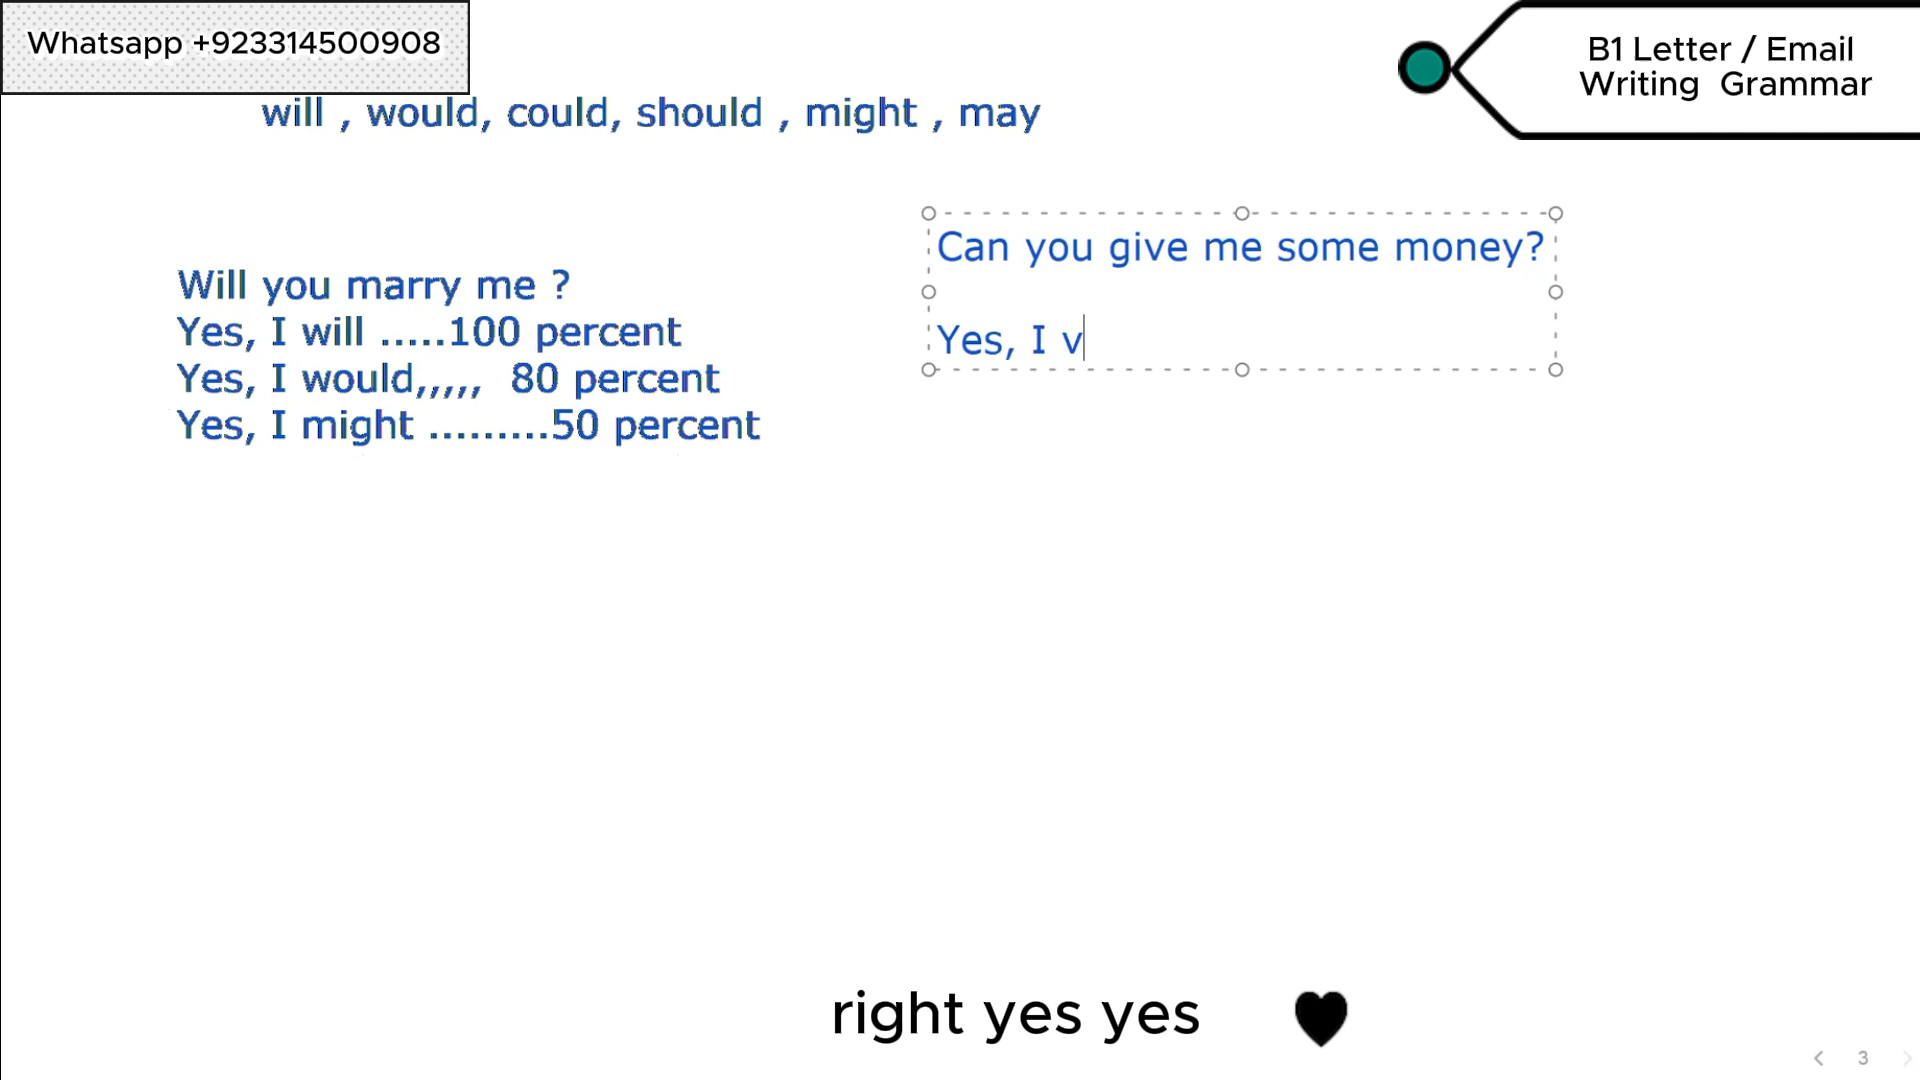 Whatsapp +923314500908
B1 Letter / Email
Writing Grammar
will , would, could, should , might , may
Will you marry me ?
Yes, I will .....100 percent
Yes, I would,,,,, 80 percent
Yes, I might .........50 percent
Can you give me some money?
Yes, I v
right yes yes
3